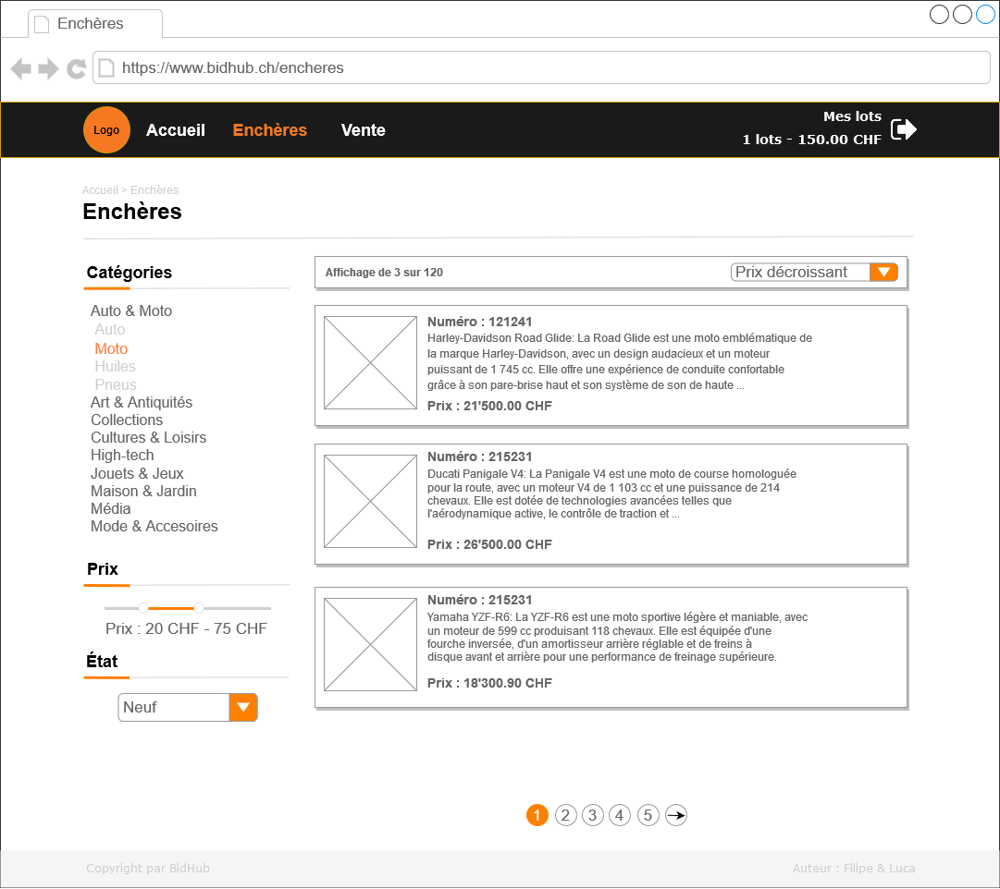 Enchères
https://www.bidhub.ch/encheres
Logo
Accueil
Enchères
Vente
Mes lots
1 lots - 150.00 CHF
Accueil > Enchères
Enchères
Catégories
Auto & Moto
Auto
Moto
Huiles
Pneus
Art & Antiquités
Collections
Cultures & Loisirs
High-tech
Jouets & Jeux
Maison & Jardin
Média
Mode & Accesoires
Prix
Prix : 20 CHF - 75 CHF
État
Neuf
Affichage de 3 sur 120
Prix décroissant
Numéro : 121241
Harley-Davidson Road Glide: La Road Glide est une moto emblématique de
la marque Harley-Davidson, avec un design audacieux et un moteur
puissant de 1 745 cc. Elle offre une expérience de conduite confortable
grâce à son pare-brise haut et son système de son de haute ...
Prix : 21'500.00 CHF
Numéro : 215231
Ducati Panigale V4: La Panigale V4 est une moto de course homologuée
pour la route, avec un moteur V4 de 1 103 cc et une puissance de 214
chevaux. Elle est dotée de technologies avancées telles que
l'aérodynamique active, le contrôle de traction et ...
Prix : 26'500.00 CHF
Numéro : 215231
Yamaha YZF-R6: La YZF-R6 est une moto sportive légère et maniable, avec
un moteur de 599 cc produisant 118 chevaux. Elle est équipée d'une
fourche inversée, d'un amortisseur arrière réglable et de freins à
disque avant et arrière pour une performance de freinage supérieure.
Prix : 18'300.90 CHF
1 2 3 4 5
Copyright par BidHub
Auteur : Filipe & Luca